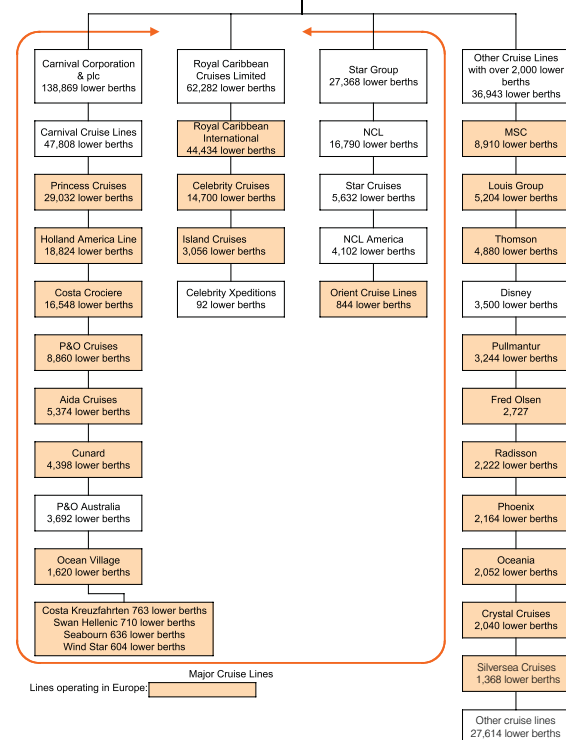 Carnival Corporation
& plc
138,869 lower berths
Carnival Cruise Lines
47,808 lower berths
Princess Cruises
29,032 lower berths
Holland America Line
18,824 lower berths
Costa Crociere
16,548 lower berths
P&O Cruises
8,860 lower berths
Aida Cruises
5,374 lower berths
Cunard
4,398 lower berths
P&O Australia
3,692 lower berths
Ocean Village
1,620 lower berths
Costa Kreuzfahrten 763 lower berths
Swan Hellenic 710 lower berths
Seabourn 636 lower berths
Wind Star 604 lower berths
Royal Caribbean
Cruises Limited
62,282 lower berths
Royal Caribbean
International
44,434 lower berths
Celebrity Cruises
14,700 lower berths
Island Cruises
3,056 lower berths
Celebrity Xpeditions
92 lower berths
Star Group
27,368 lower berths
NCL
16,790 lower berths
Star Cruises
5,632 lower berths
NCL America
4,102 lower berths
Orient Cruise Lines
844 lower berths
Other Cruise Lines
with over 2,000 lower
berths
36,943 lower berths
MSC
8,910 lower berths
Louis Group
5,204 lower berths
Thomson
4,880 lower berths
Disney
3,500 lower berths
Pullmantur
3,244 lower berths
Fred Olsen
2,727
Radisson
2,222 lower berths
Phoenix
2,164 lower berths
Oceania
2,052 lower berths
Crystal Cruises
2,040 lower berths
Silversea Cruises
1,368 lower berths
Other cruise lines
27,614 lower berths
Major Cruise Lines
Lines operating in Europe: